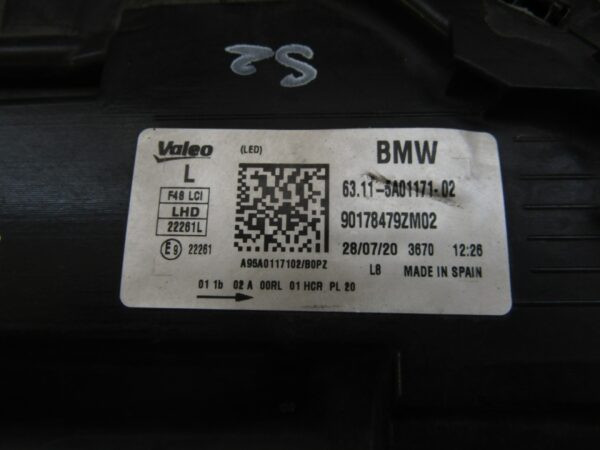 S2
Valeo (LED) BMW
L
F48 LCI
LHD
22261L
E9 22261
63.11-5A01171-02
90178479ZM02
28/07/20 3670 12:26
A95A0117102/B0PZ
L8 MADE IN SPAIN
01 1b 02 A 00RL 01 HCR PL 20